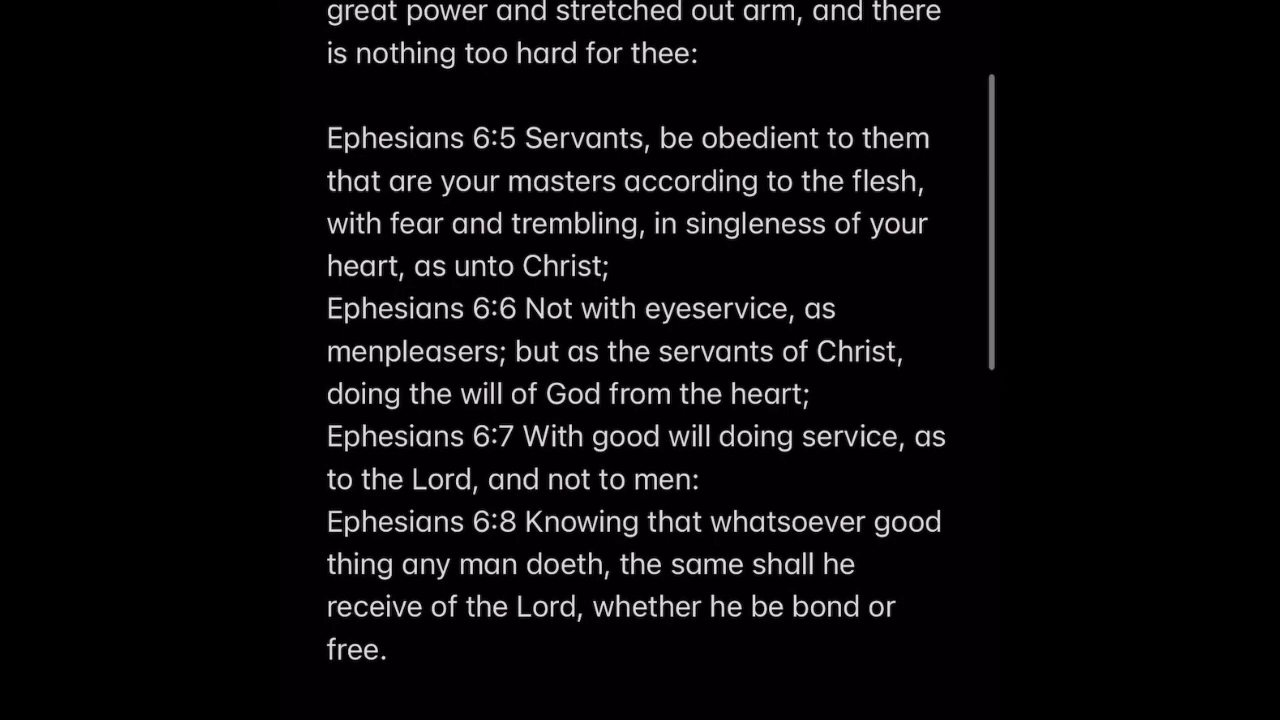 great power and stretched out arm, and there
is nothing too hard for thee:
Ephesians 6:5 Servants, be obedient to them
that are your masters according to the flesh,
with fear and trembling, in singleness of your
heart, as unto Christ;
Ephesians 6:6 Not with eyeservice, as
menpleasers; but as the servants of Christ,
doing the will of God from the heart;
Ephesians 6:7 With good will doing service, as
to the Lord, and not to men:
Ephesians 6:8 Knowing that whatsoever good
thing any man doeth, the same shall he
receive of the Lord, whether he be bond or
free.